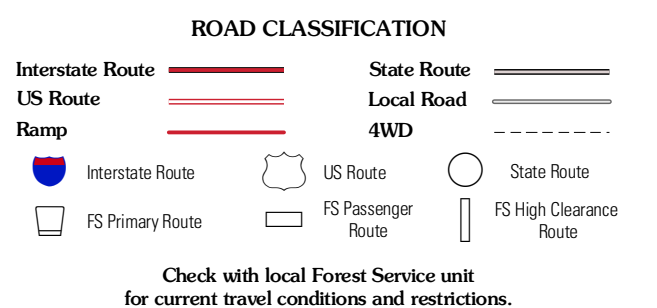 ROAD CLASSIFICATION
Interstate Route
State Route
US Route
Local Road
Ramp
4WD
Interstate Route
US Route
State Route
FS Primary Route
FS Passenger
Route
FS High Clearance
Route
Check with local Forest Service unit
for current travel conditions and restrictions.